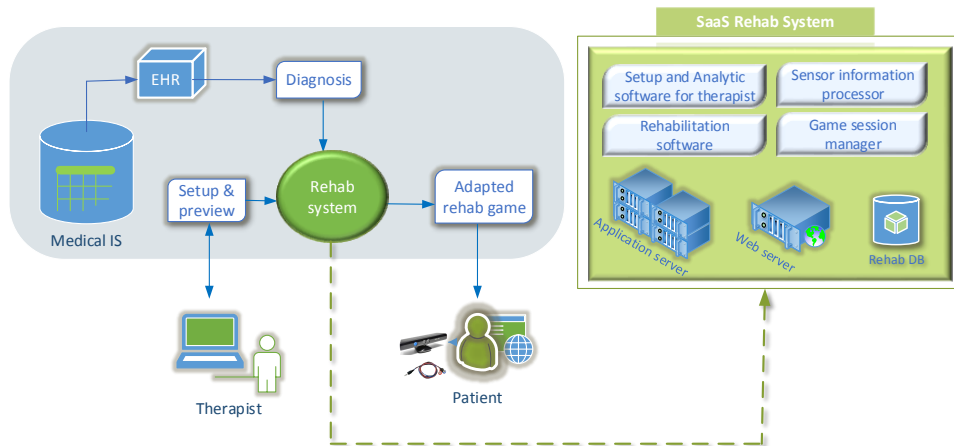 SaaS Rehab System
EHR
Diagnosis
Setup and Analytic
software for therapist
Sensor information
processor
Rehabilitation
software
Game session
manager
Setup &
preview
Rehab
system
Adapted
rehab game
Medical IS
Application server
Web server
Rehab DB
Therapist
Patient